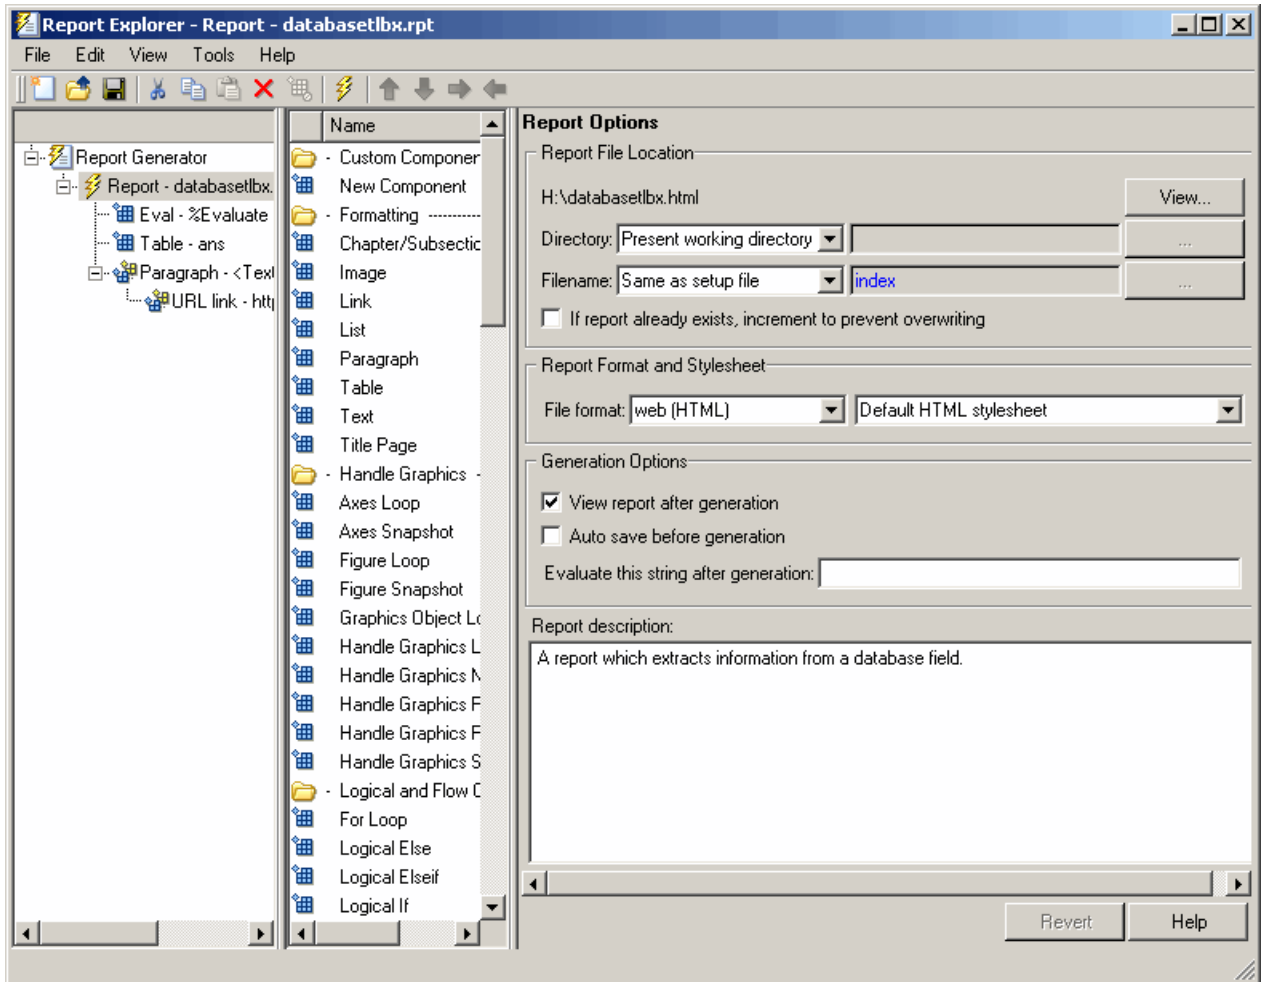 Report Explorer - Report - databasetlbx.rpt
File Edit View Tools Help
Report Generator
Report - databasetlbx.
Eval - %Evaluate
Table - ans
Paragraph - <Text
URL link - http
Name
- Custom Componen
New Component
- Formatting -----------
Chapter/Subsectio
Image
Link
List
Paragraph
Table
Text
Title Page
- Handle Graphics -
Axes Loop
Axes Snapshot
Figure Loop
Figure Snapshot
Graphics Object Lo
Handle Graphics L
Handle Graphics N
Handle Graphics F
Handle Graphics F
Handle Graphics S
- Logical and Flow C
For Loop
Logical Else
Logical Elseif
Logical If
Report Options
Report File Location
H:\databasetlbx.html View...
Directory: Present working directory ...
Filename: Same as setup file index ...
If report already exists, increment to prevent overwriting
Report Format and Stylesheet
File format: web (HTML) Default HTML stylesheet
Generation Options
View report after generation
Auto save before generation
Evaluate this string after generation:
Report description:
A report which extracts information from a database field.
Revert Help